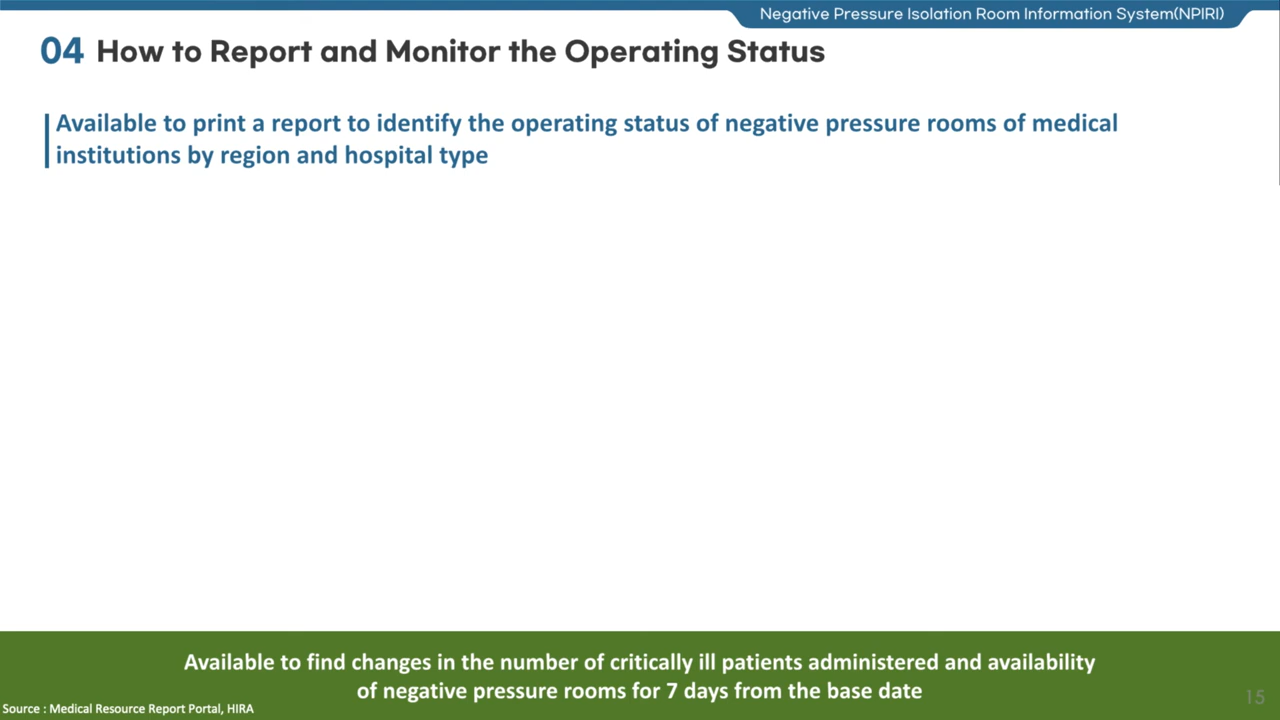 Negative Pressure Isolation Room Information System(NPIRI)
04 How to Report and Monitor the Operating Status
Available to print a report to identify the operating status of negative pressure rooms of medical
institutions by region and hospital type
Available to find changes in the number of critically ill patients administered and availability
of negative pressure rooms for 7 days from the base date
Source : Medical Resource Report Portal, HIRA
15